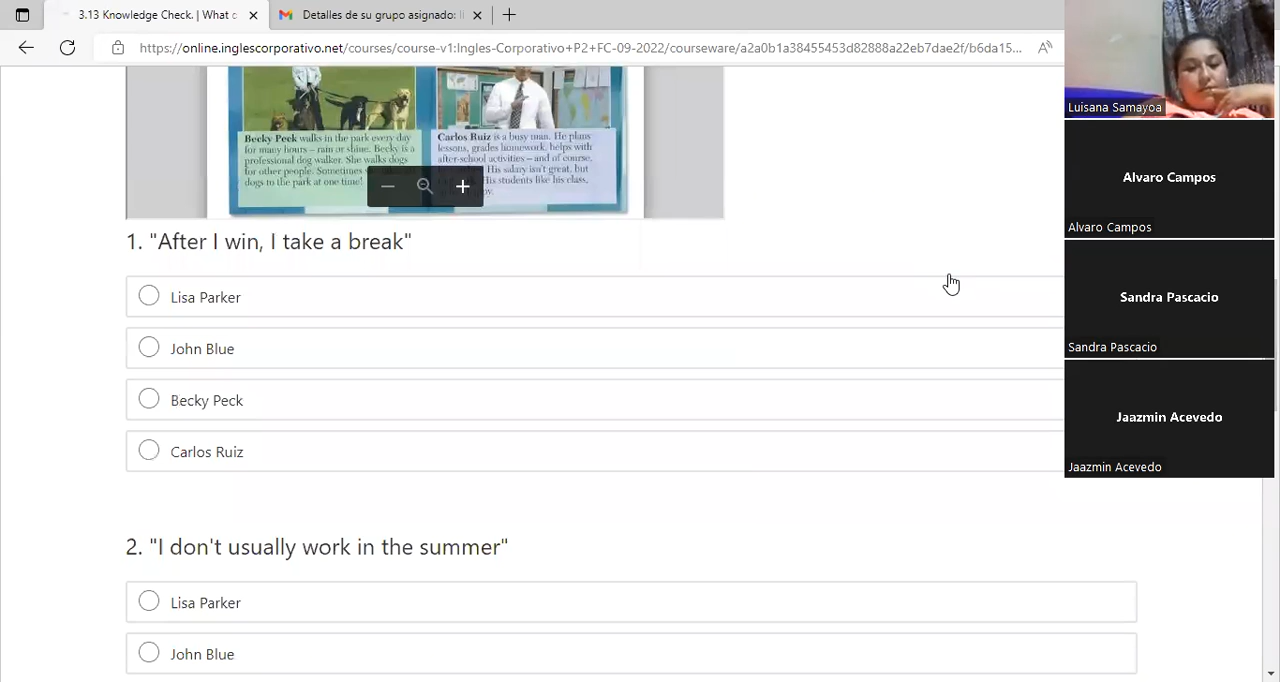 3.13 Knowledge Check. | What c
Detalles de su grupo asignado: li
https://online.inglescorporativo.net/courses/course-v1:Ingles-Corporativo+P2+FC-09-2022/courseware/a2a0b1a38455453d82888a22eb7dae2f/b6da15...
Becky Peek walks in the park every day
for many hours – rain or shine. Becky is a
professional dog walker. She walks dogs
for other people. Sometimes
dogs to the park at one time!
Carlos Ruiz is a busy man. He plans
lessons, grades homework, helps with
after-school activities – and of course,
His salary isn't great, but
His students like his class,
1. "After I win, I take a break"
Lisa Parker
John Blue
Becky Peck
Carlos Ruiz
2. "I don't usually work in the summer"
Lisa Parker
John Blue
Luisana Samayoa
Alvaro Campos
Alvaro Campos
Sandra Pascacio
Sandra Pascacio
Jaazmin Acevedo
Jaazmin Acevedo